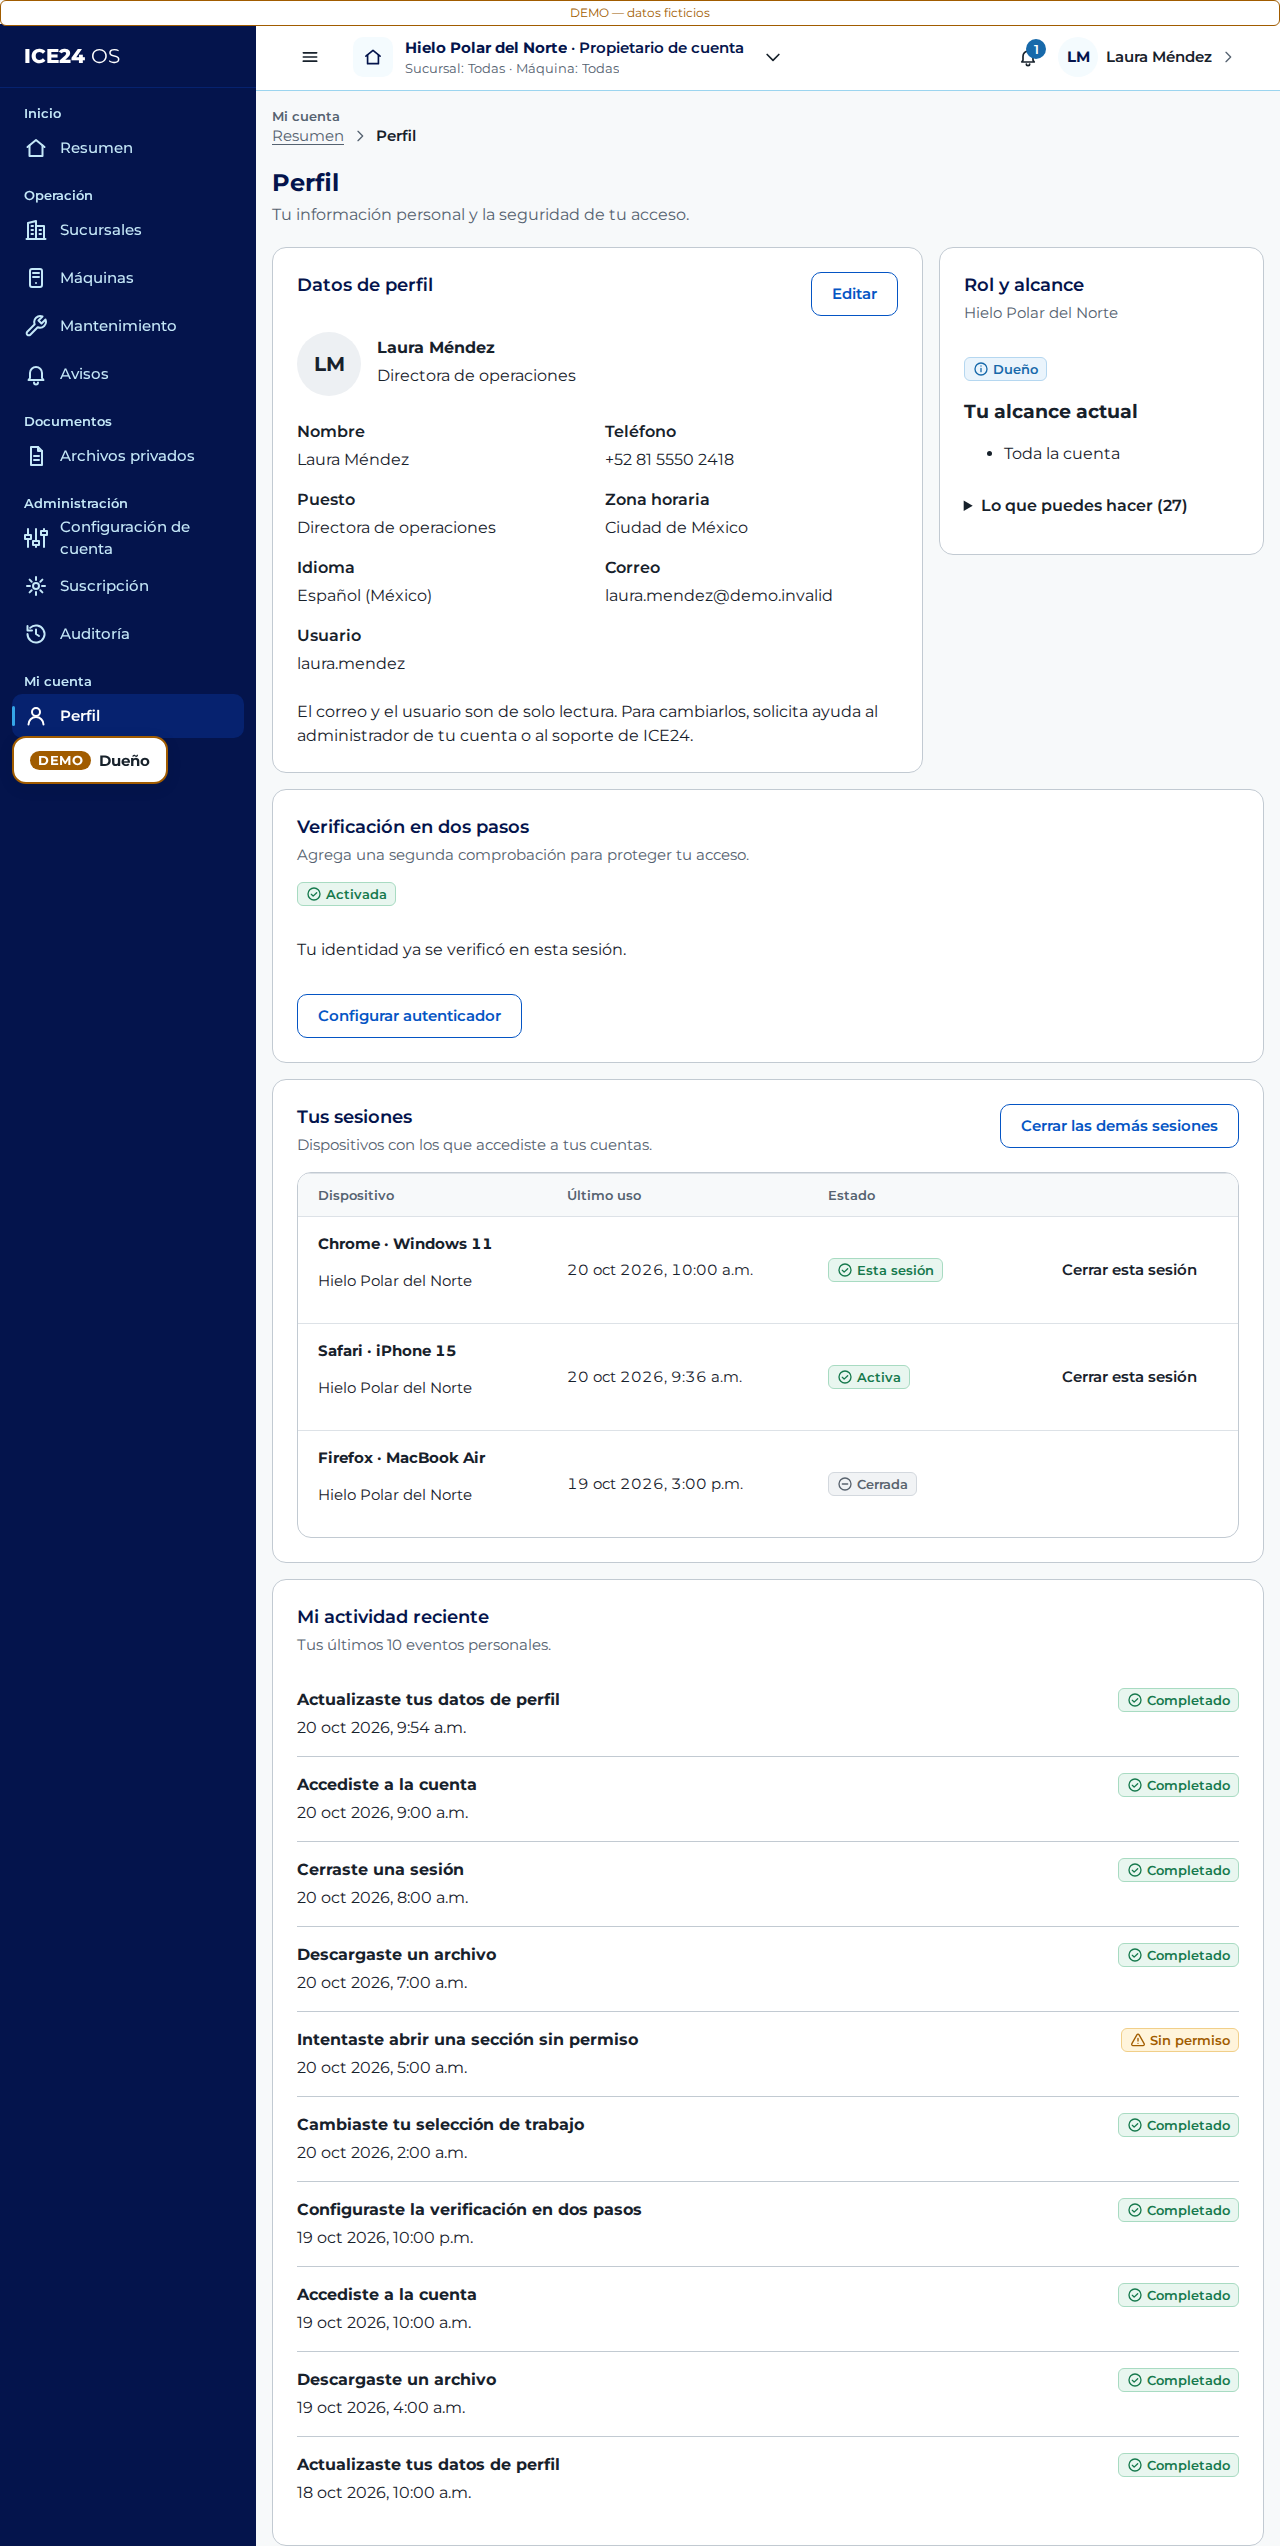 DEMO — datos ficticios
ICE24 OS
Inicio
Resumen
Operación
Sucursales
Máquinas
Mantenimiento
Avisos
Documentos
Archivos privados
Administración
Configuración de
cuenta
Suscripción
Auditoría
Mi cuenta
Perfil
DEMO Dueño
Hielo Polar del Norte · Propietario de cuenta
Sucursal: Todas · Máquina: Todas
1
LM Laura Méndez
Mi cuenta
Resumen > Perfil
Perfil
Tu información personal y la seguridad de tu acceso.
Datos de perfil
Editar
LM
Laura Méndez
Directora de operaciones
Nombre
Laura Méndez
Teléfono
+52 81 5550 2418
Puesto
Directora de operaciones
Zona horaria
Ciudad de México
Idioma
Español (México)
Correo
laura.mendez@demo.invalid
Usuario
laura.mendez
El correo y el usuario son de solo lectura. Para cambiarlos, solicita ayuda al
administrador de tu cuenta o al soporte de ICE24.
Rol y alcance
Hielo Polar del Norte
Dueño
Tu alcance actual
• Toda la cuenta
Lo que puedes hacer (27)
Verificación en dos pasos
Agrega una segunda comprobación para proteger tu acceso.
Activada
Tu identidad ya se verificó en esta sesión.
Configurar autenticador
Tus sesiones
Dispositivos con los que accediste a tus cuentas.
Cerrar las demás sesiones
Dispositivo Último uso Estado
Chrome · Windows 11
Hielo Polar del Norte
20 oct 2026, 10:00 a.m.
Esta sesión
Cerrar esta sesión
Safari · iPhone 15
Hielo Polar del Norte
20 oct 2026, 9:36 a.m.
Activa
Cerrar esta sesión
Firefox · MacBook Air
Hielo Polar del Norte
19 oct 2026, 3:00 p.m.
Cerrada
Mi actividad reciente
Tus últimos 10 eventos personales.
Actualizaste tus datos de perfil
20 oct 2026, 9:54 a.m.
Completado
Accediste a la cuenta
20 oct 2026, 9:00 a.m.
Completado
Cerraste una sesión
20 oct 2026, 8:00 a.m.
Completado
Descargaste un archivo
20 oct 2026, 7:00 a.m.
Completado
Intentaste abrir una sección sin permiso
20 oct 2026, 5:00 a.m.
Sin permiso
Cambiaste tu selección de trabajo
20 oct 2026, 2:00 a.m.
Completado
Configuraste la verificación en dos pasos
19 oct 2026, 10:00 p.m.
Completado
Accediste a la cuenta
19 oct 2026, 10:00 a.m.
Completado
Descargaste un archivo
19 oct 2026, 4:00 a.m.
Completado
Actualizaste tus datos de perfil
18 oct 2026, 10:00 a.m.
Completado